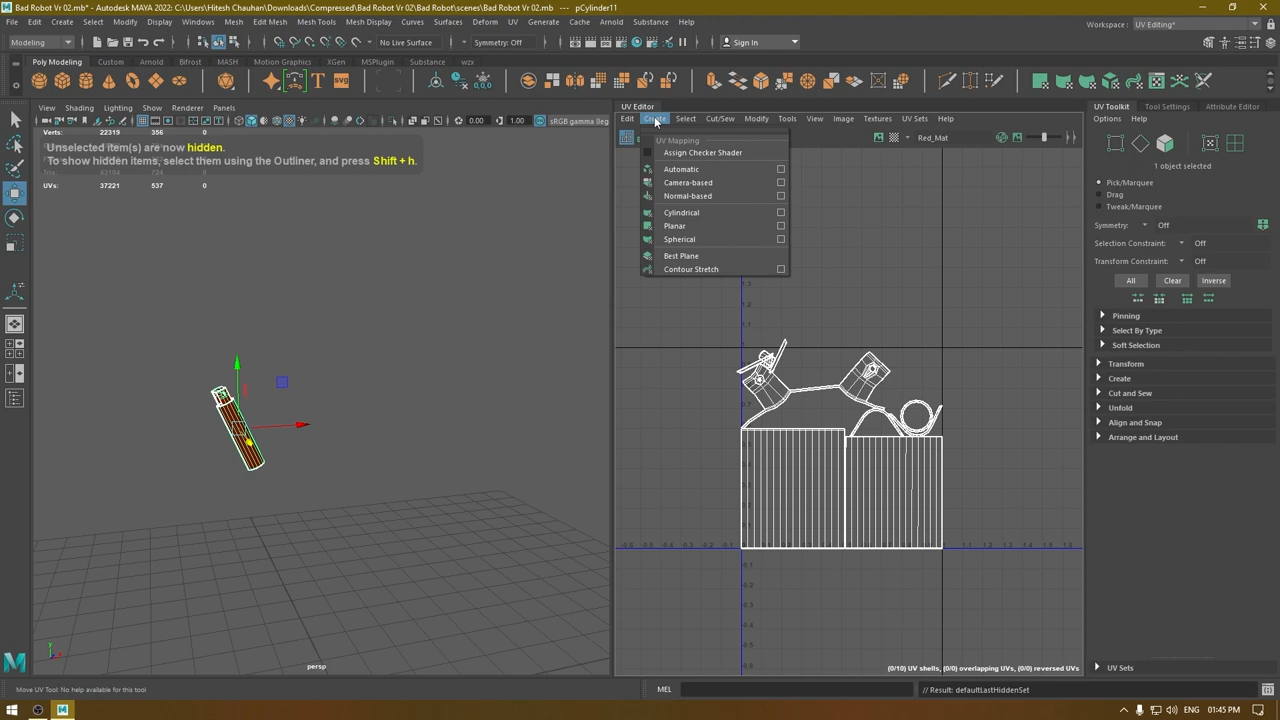 Bad Robot Vr 02.mb* - Autodesk MAYA 2022: C:\Users\Hitesh Chauhan\Downloads\Compressed\Bad Robot Vr 02\Bad Robot\scenes\Bad Robot Vr 02.mb --- pCylinder11
File Edit Create Select Modify Display Windows Mesh Edit Mesh Mesh Tools Mesh Display Curves Surfaces Deform UV Generate Cache Arnold Substance Help
Workspace : UV Editing*
Modeling No Live Surface Symmetry: Off Sign In
Poly Modeling Custom Arnold Bifrost MASH Motion Graphics XGen MSPlugin Substance wzx
SVG
View Shading Lighting Show Renderer Panels
0.00 1.00 sRGB gamma (leg
Verts: 22319 356
Unselected item(s) are now hidden.
To show hidden items, select them using the Outliner, and press Shift + h.
UVs: 37221 537
persp
UV Editor
Edit Create Select Cut/Sew Modify Tools View Image Textures UV Sets Help
Red_Mat
UV Mapping
Assign Checker Shader
Automatic
Camera-based
Normal-based
Cylindrical
Planar
Spherical
Best Plane
Contour Stretch
(0/10) UV shells, (0/0) overlapping UVs, (0/0) reversed UVs
UV Toolkit Tool Settings Attribute Editor
Options Help
1 object selected
Pick/Marquee
Drag
Tweak/Marquee
Symmetry: Off
Selection Constraint: Off
Transform Constraint: Off
All Clear Inverse
Pinning
Select By Type
Soft Selection
Transform
Create
Cut and Sew
Unfold
Align and Snap
Arrange and Layout
UV Sets
Move UV Tool: No help available for this tool
MEL
// Result: defaultLastHiddenSet
ENG 01:45 PM